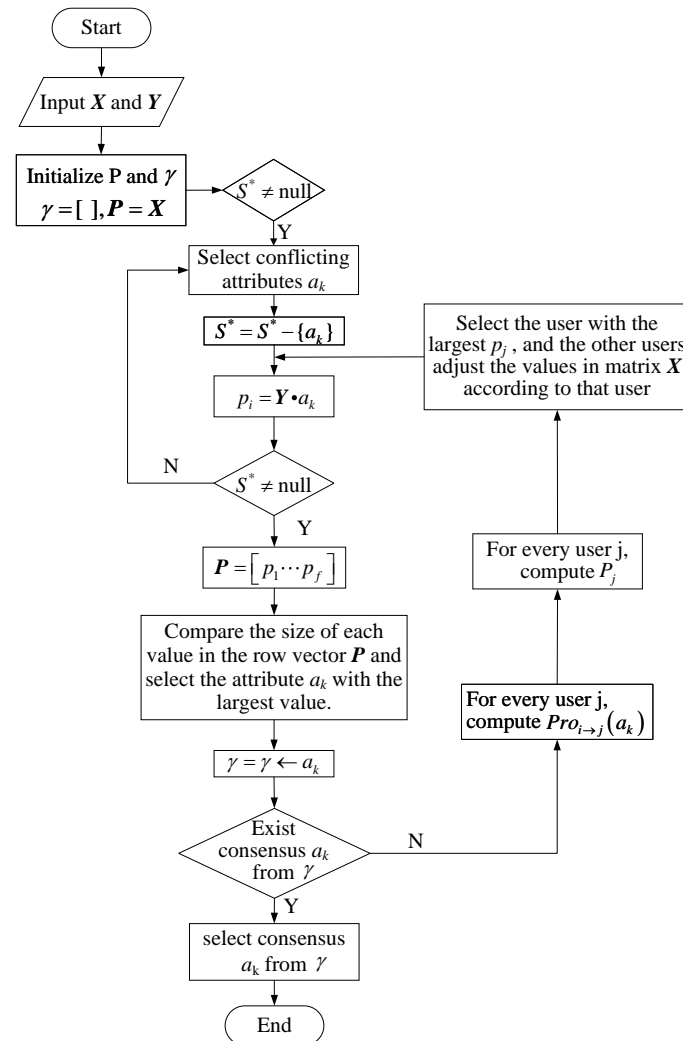 Start
Input X and Y
Initialize P and γ
γ = [ ], P = X
S* ≠ null
Y
Select conflicting
attributes a_k
S* = S* − {a_k}
p_i = Y • a_k
N
S* ≠ null
Y
P = [p_1 ⋯ p_f]
Compare the size of each
value in the row vector P and
select the attribute a_k with the
largest value.
γ = γ ← a_k
Exist
consensus a_k
from γ
N
Y
select consensus
a_k from γ
End
Select the user with the
largest p_j , and the other users
adjust the values in matrix X
according to that user
For every user j,
compute P_j
For every user j,
compute Pro_{i→j}(a_k)